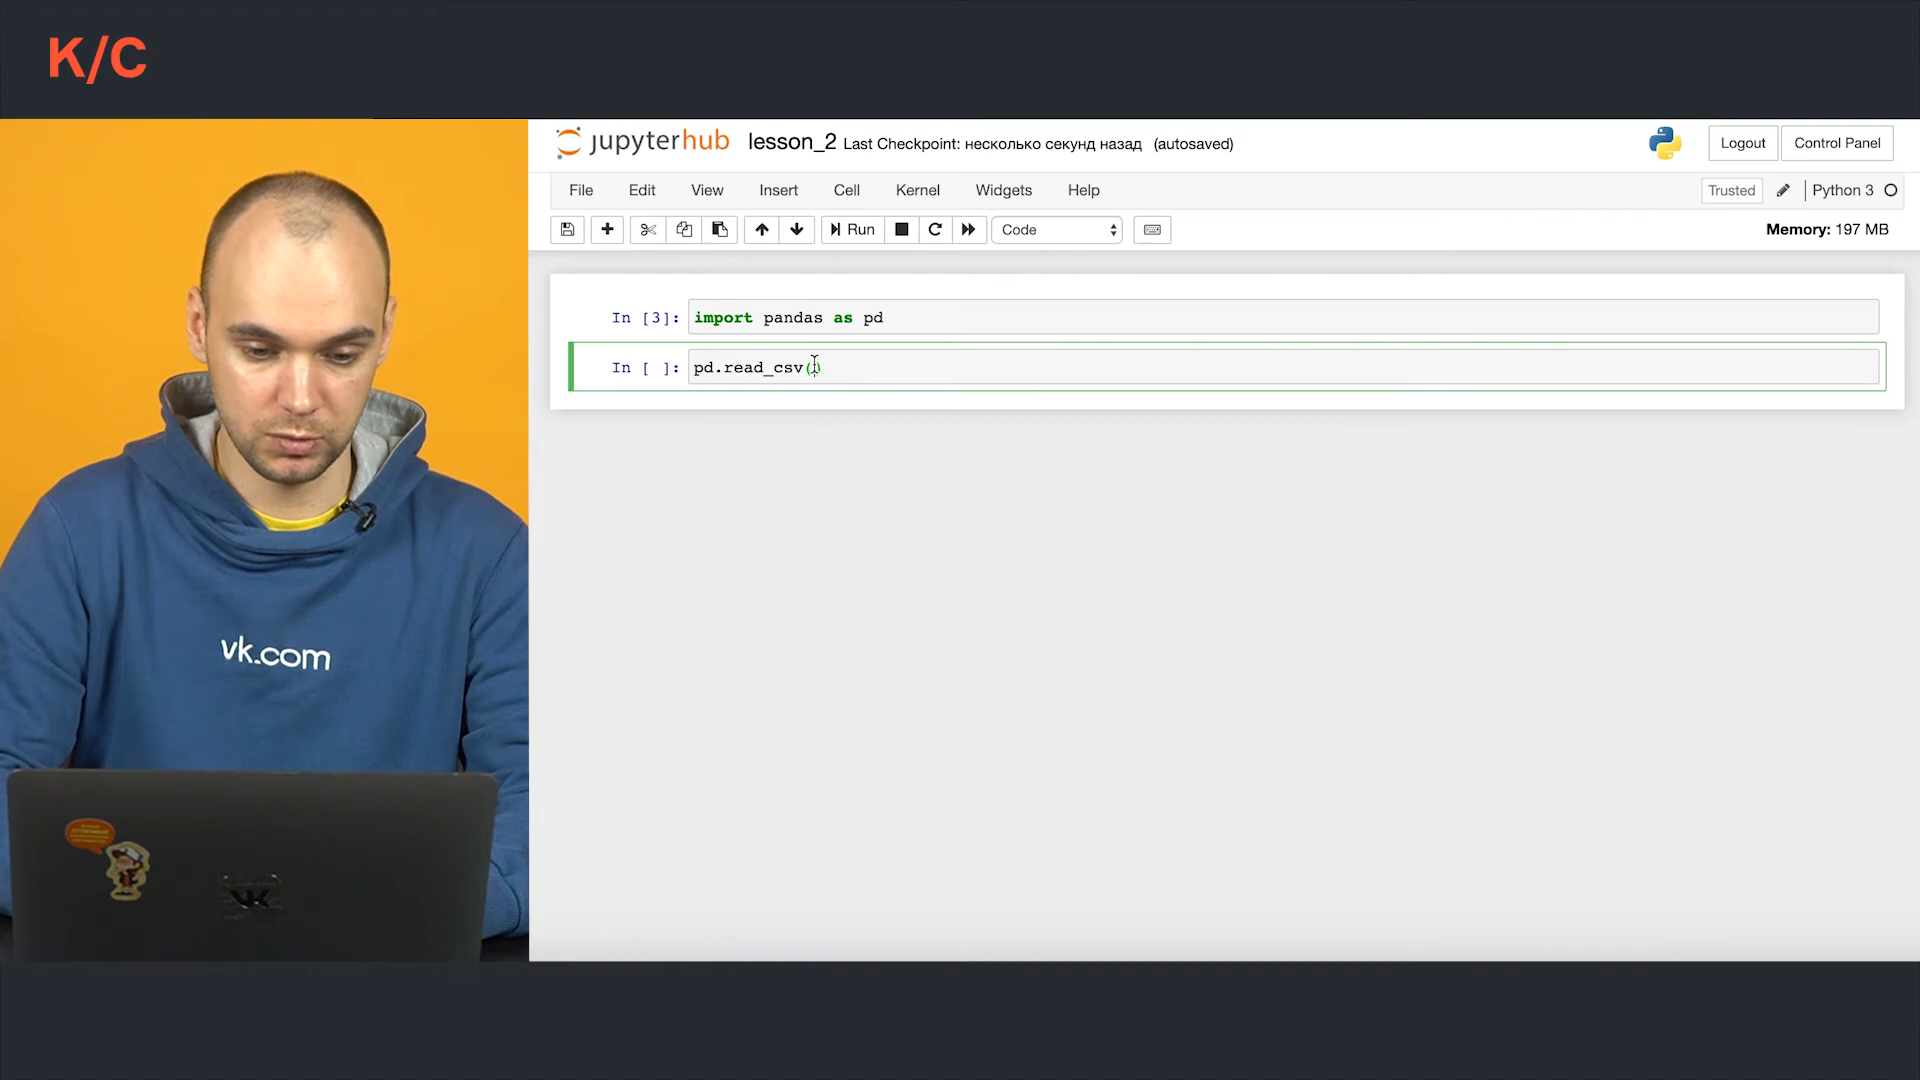 K/C
jupyterhub lesson_2 Last Checkpoint: несколько секунд назад (autosaved)
Logout Control Panel
File Edit View Insert Cell Kernel Widgets Help
Trusted Python 3
Run Code Memory: 197 MB
In [3]: import pandas as pd
In [ ]: pd.read_csv()
vk.com
VK